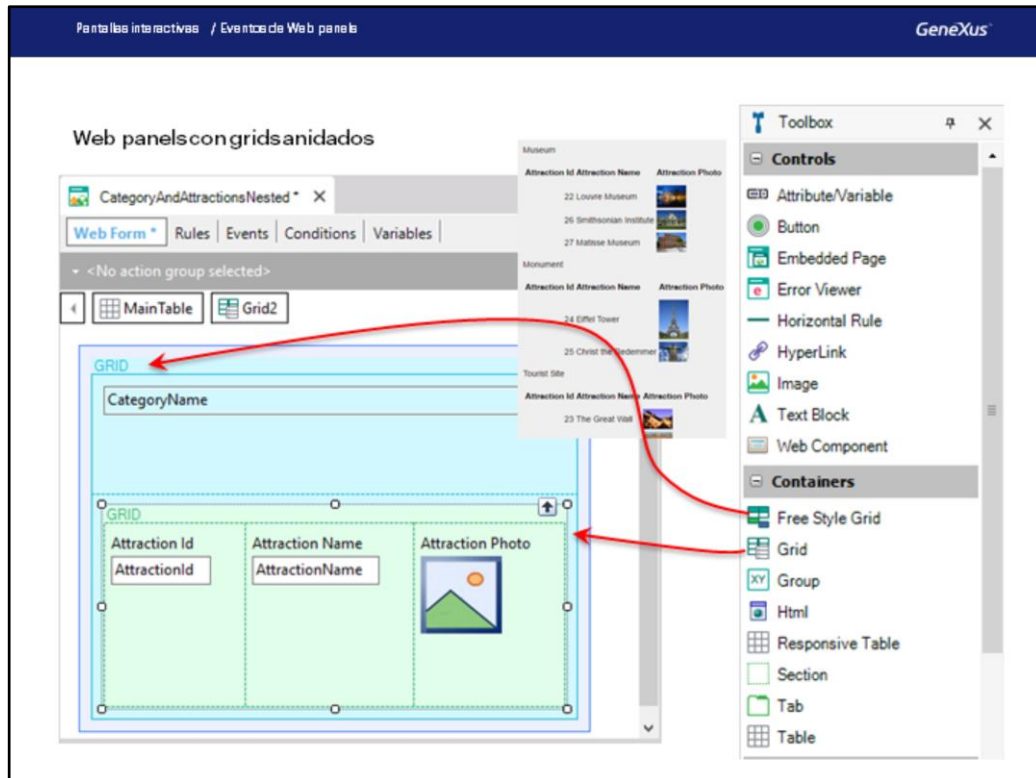 Pantallas interactivas / Eventos de Web panels
GeneXus
Web panels con grids anidados
CategoryAndAttractionsNested *
Web Form * Rules Events Conditions Variables
<No action group selected>
MainTable Grid2
GRID
CategoryName
GRID
Attraction Id Attraction Name Attraction Photo
AttractionId AttractionName
Museum
Attraction Id Attraction Name Attraction Photo
22 Louvre Museum
26 Smithsonian Institute
27 Matisse Museum
Monument
Attraction Id Attraction Name Attraction Photo
24 Eiffel Tower
25 Christ the Redemmer
Tourist Site
Attraction Id Attraction Name Attraction Photo
23 The Great Wall
Toolbox
Controls
Attribute/Variable
Button
Embedded Page
Error Viewer
Horizontal Rule
HyperLink
Image
Text Block
Web Component
Containers
Free Style Grid
Grid
Group
Html
Responsive Table
Section
Tab
Table